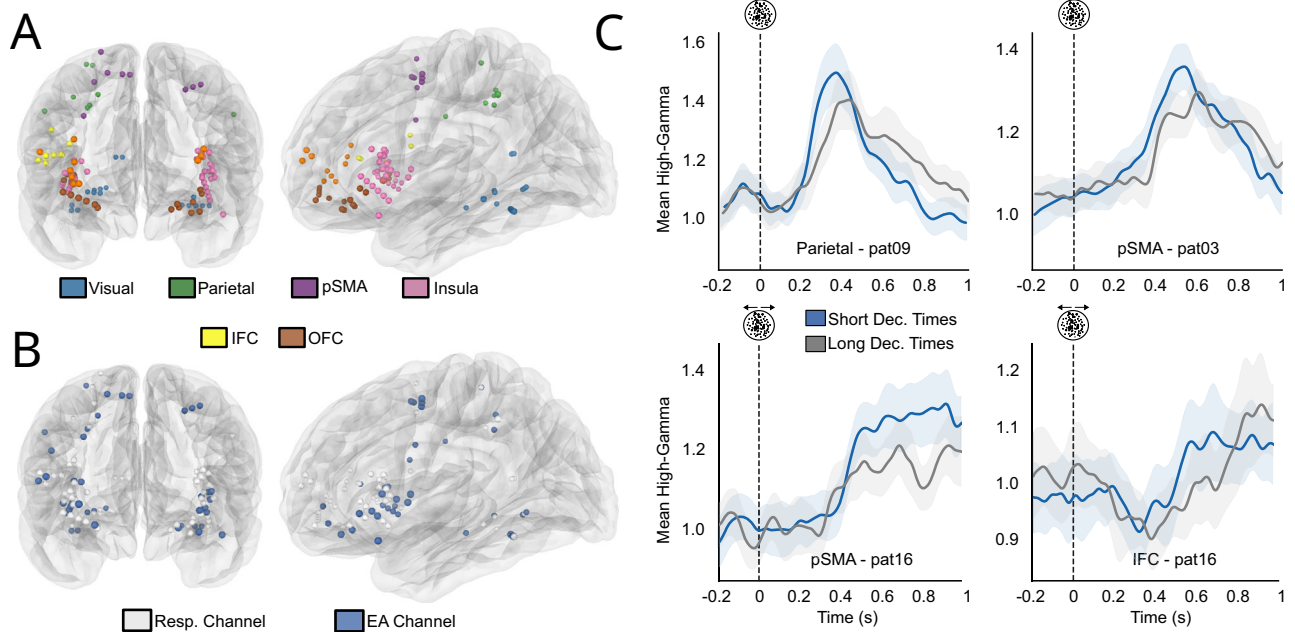 A
C
1.6
1.4
1.2
1.0
Mean High-Gamma
Parietal - pat09
-0.2 0 0.2 0.4 0.6 0.8 1
1.4
1.2
1.0
pSMA - pat03
-0.2 0 0.2 0.4 0.6 0.8 1
Visual Parietal pSMA Insula
IFC OFC
B
Short Dec. Times
Long Dec. Times
1.4
1.2
1.0
Mean High-Gamma
pSMA - pat16
-0.2 0 0.2 0.4 0.6 0.8 1
Time (s)
1.2
1.1
1.0
0.9
IFC - pat16
-0.2 0 0.2 0.4 0.6 0.8 1
Time (s)
Resp. Channel EA Channel